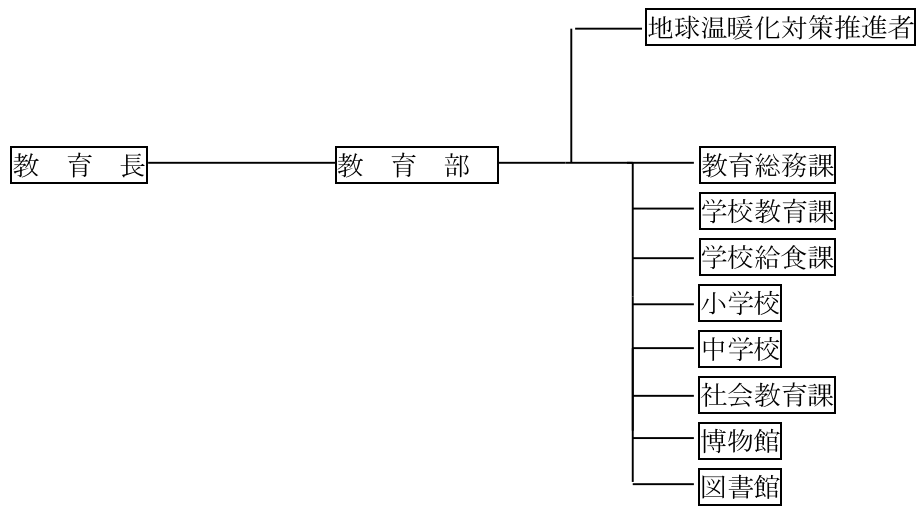 地球温暖化対策推進者
教　育　長
教　育　部
教育総務課
学校教育課
学校給食課
小学校
中学校
社会教育課
博物館
図書館